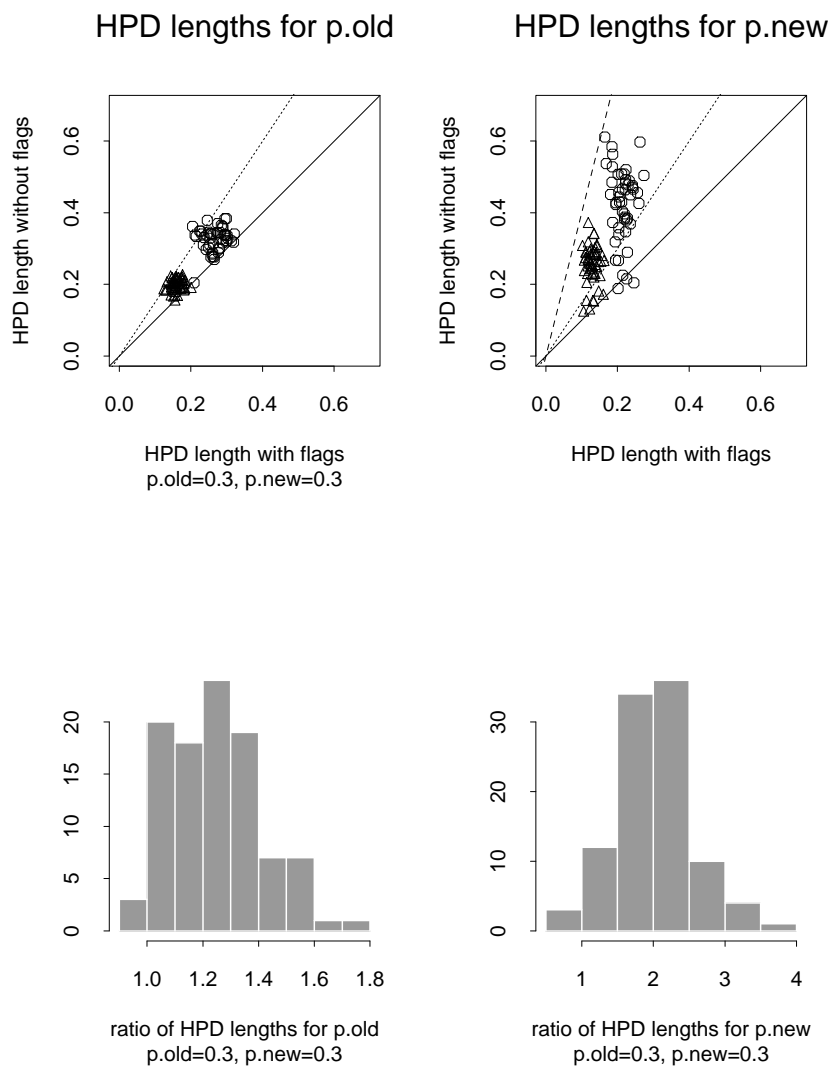 HPD lengths for p.old
HPD lengths for p.new
HPD length without flags
0.0 0.2 0.4 0.6
0.0 0.2 0.4 0.6
HPD length with flags
p.old=0.3, p.new=0.3
HPD length without flags
0.0 0.2 0.4 0.6
0.0 0.2 0.4 0.6
HPD length with flags
0 5 10 15 20
1.0 1.2 1.4 1.6 1.8
ratio of HPD lengths for p.old
p.old=0.3, p.new=0.3
0 10 20 30
1 2 3 4
ratio of HPD lengths for p.new
p.old=0.3, p.new=0.3